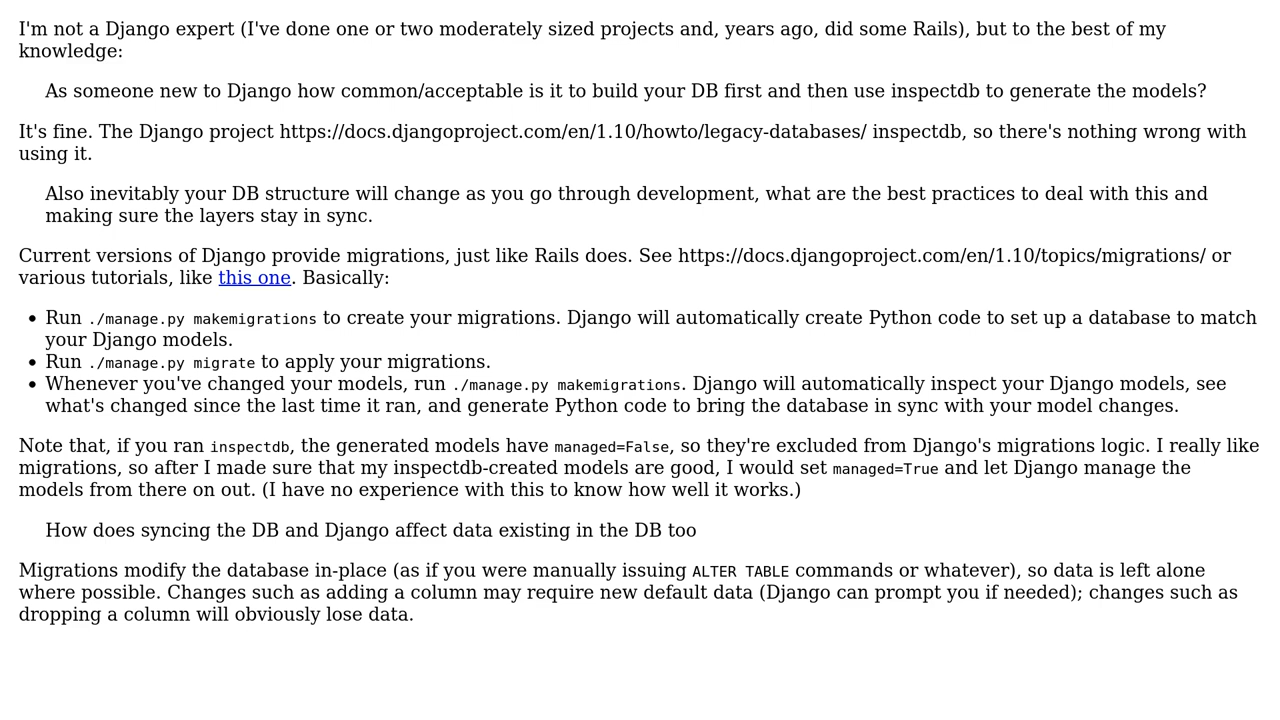 I'm not a Django expert (I've done one or two moderately sized projects and, years ago, did some Rails), but to the best of my
knowledge:
As someone new to Django how common/acceptable is it to build your DB first and then use inspectdb to generate the models?
It's fine. The Django project https://docs.djangoproject.com/en/1.10/howto/legacy-databases/ inspectdb, so there's nothing wrong with
using it.
Also inevitably your DB structure will change as you go through development, what are the best practices to deal with this and
making sure the layers stay in sync.
Current versions of Django provide migrations, just like Rails does. See https://docs.djangoproject.com/en/1.10/topics/migrations/ or
various tutorials, like this one. Basically:
• Run ./manage.py makemigrations to create your migrations. Django will automatically create Python code to set up a database to match
your Django models.
• Run ./manage.py migrate to apply your migrations.
• Whenever you've changed your models, run ./manage.py makemigrations. Django will automatically inspect your Django models, see
what's changed since the last time it ran, and generate Python code to bring the database in sync with your model changes.
Note that, if you ran inspectdb, the generated models have managed=False, so they're excluded from Django's migrations logic. I really like
migrations, so after I made sure that my inspectdb-created models are good, I would set managed=True and let Django manage the
models from there on out. (I have no experience with this to know how well it works.)
How does syncing the DB and Django affect data existing in the DB too
Migrations modify the database in-place (as if you were manually issuing ALTER TABLE commands or whatever), so data is left alone
where possible. Changes such as adding a column may require new default data (Django can prompt you if needed); changes such as
dropping a column will obviously lose data.